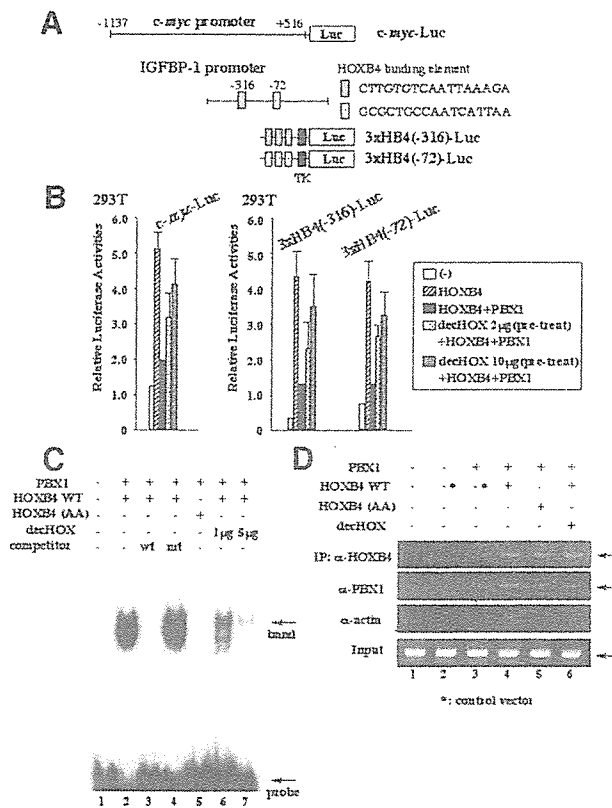 A
-1137
c-myc promoter
+516
Luc
c-myc-Luc
IGFBP-1 promoter
-316
-72
HOXB4 binding element
CTTGTGTCAATTAAAGA
GCGCTGCCAATCATTAA
Luc
3xHB4(-316)-Luc
Luc
3xHB4(-72)-Luc
TK
B
293T
c-myc-Luc
Relative Luciferase Activities
6.0
5.0
4.0
3.0
2.0
1.0
0
293T
3xHB4(-316)-Luc
3xHB4(-72)-Luc
Relative Luciferase Activities
6.0
5.0
4.0
3.0
2.0
1.0
0
(-)
HOXB4
HOXB4+PBX1
decHOX 2μg(pre-treat)
+HOXB4+PBX1
decHOX 10μg(pre-treat)
+HOXB4+PBX1
C
PBX1 - + + + + + +
HOXB4 WT - + + + - + +
HOXB4 (AA) - - - - + - -
decHOX - - - - - 1μg 5μg
competitor - - wt mt - - -
band
probe
1 2 3 4 5 6 7
D
PBX1 - - + + + +
HOXB4 WT - * * + - +
HOXB4 (AA) - - - - + -
decHOX - - - - - +
IP: α-HOXB4
α-PBX1
α-actin
Input
1 2 3 4 5 6
*: control vector